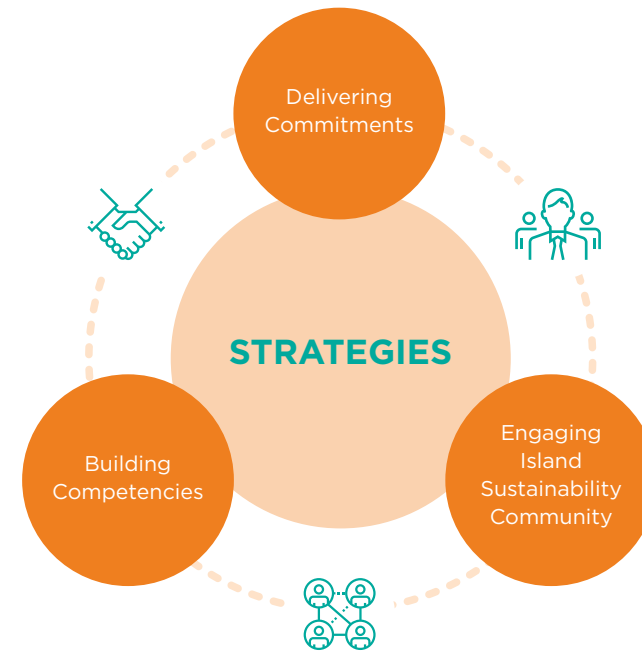 Delivering
Commitments
STRATEGIES
Building
Competencies
Engaging
Island
Sustainability
Community